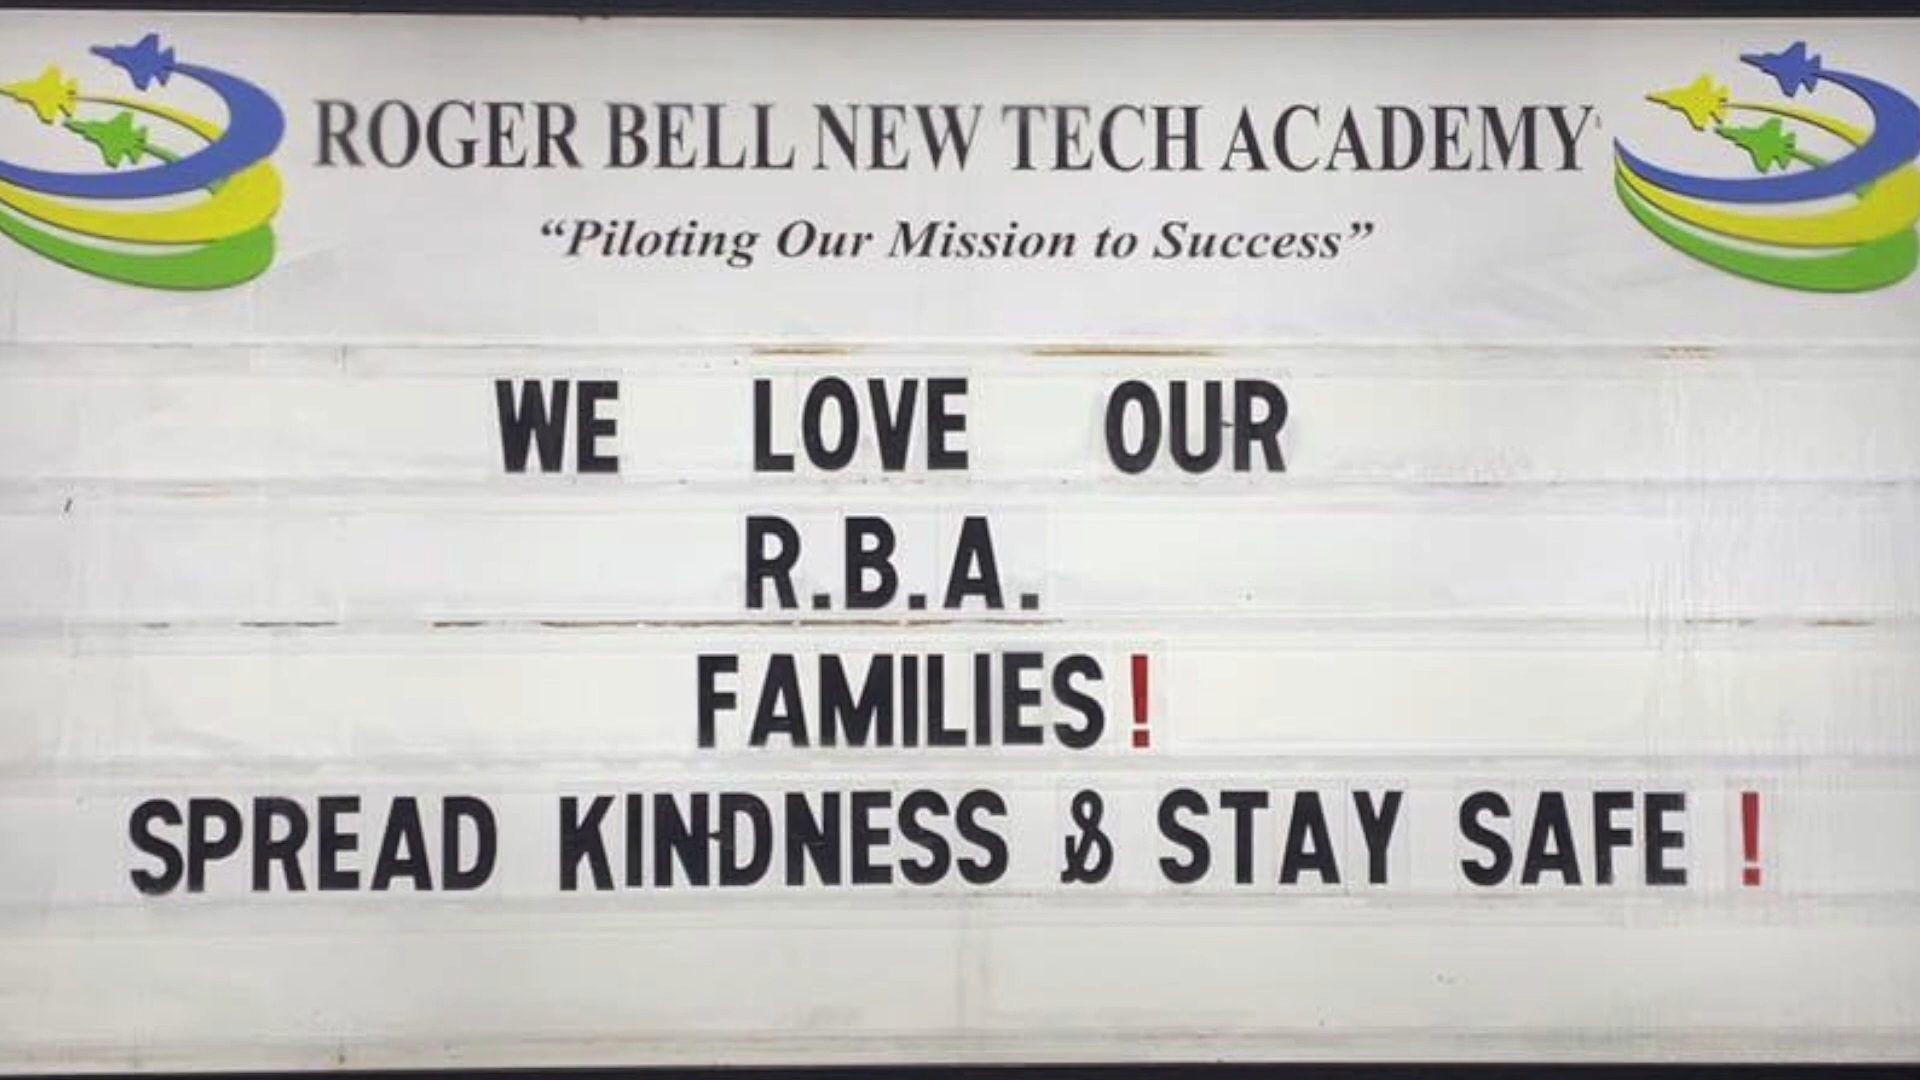 ROGER BELL NEW TECH ACADEMY
“Piloting Our Mission to Success”
WE LOVE OUR
R.B.A.
FAMILIES!
SPREAD KINDNESS & STAY SAFE !